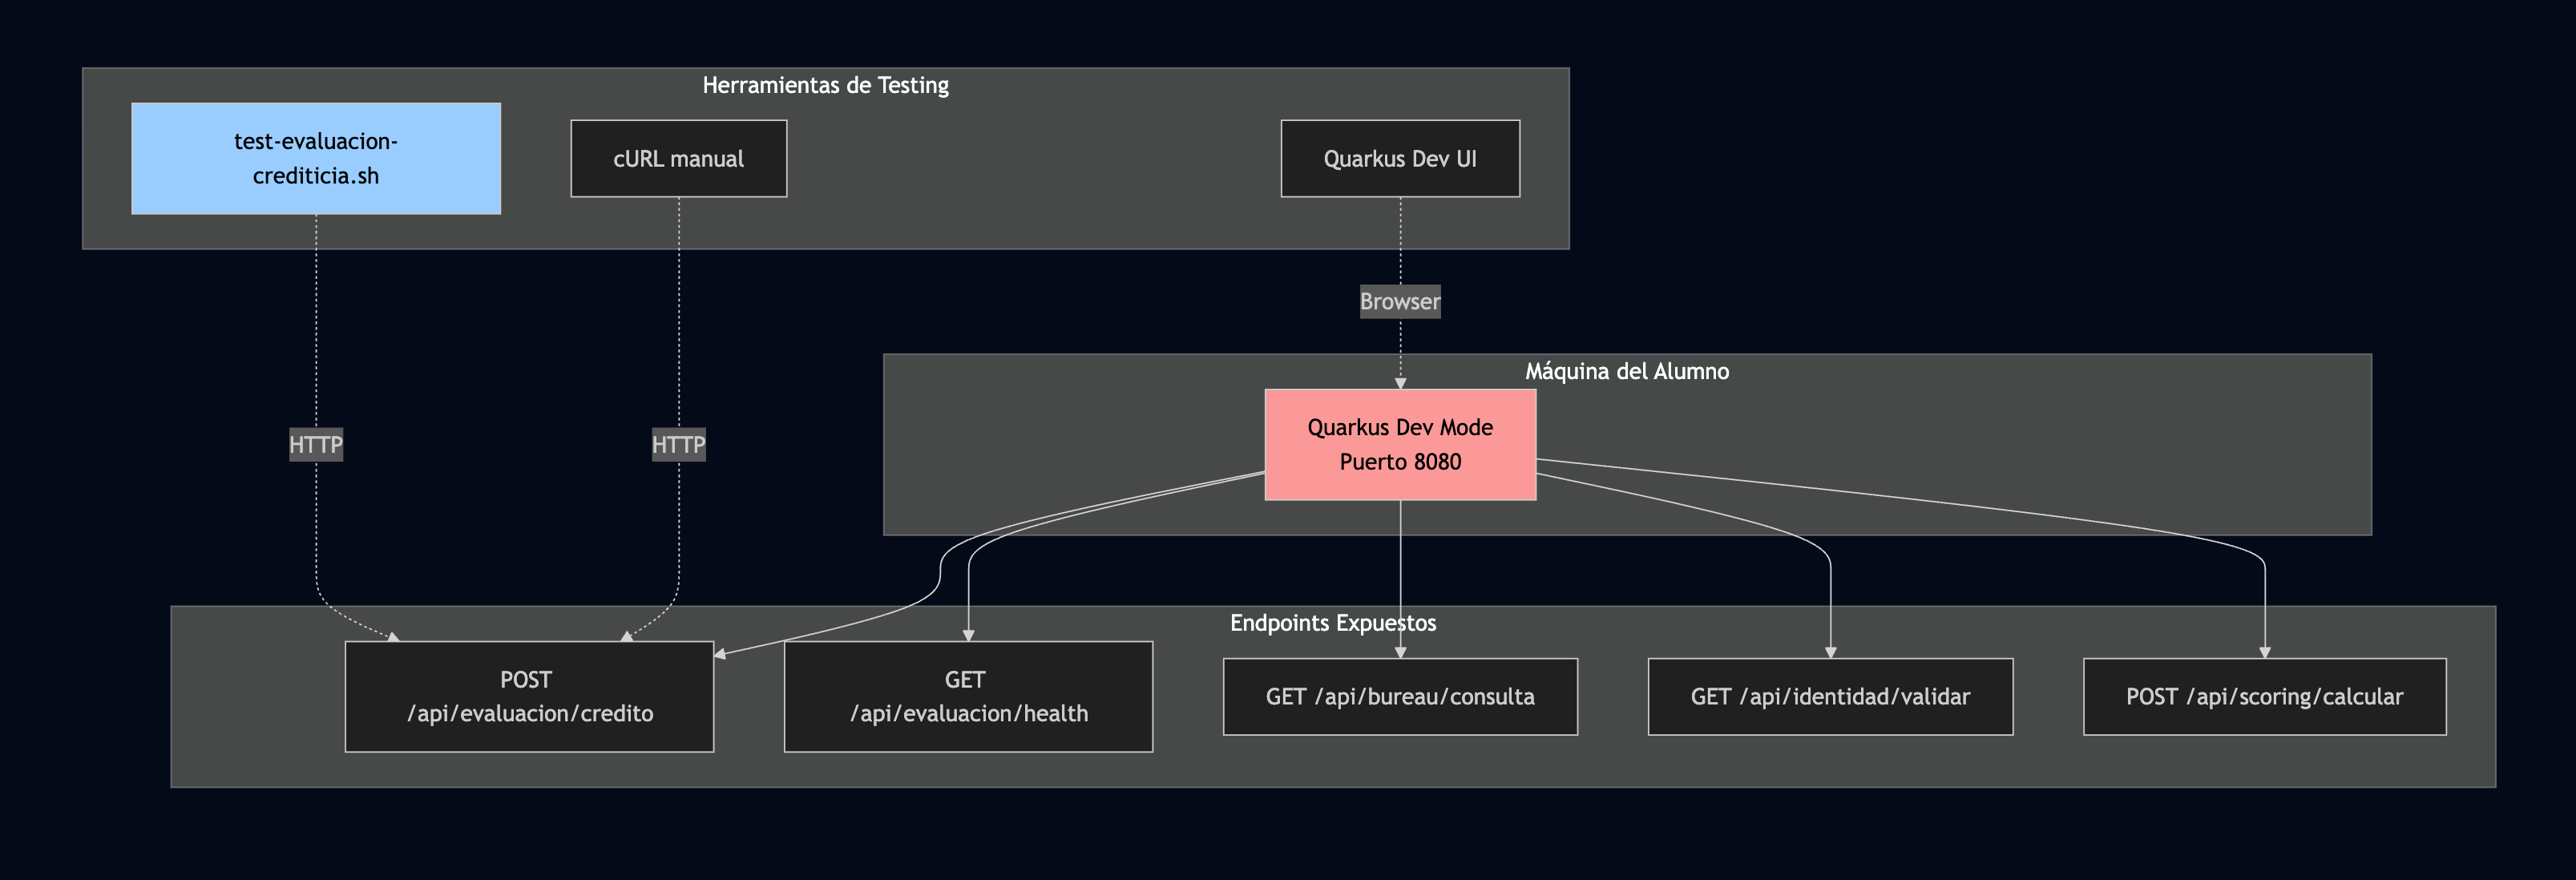 Herramientas de Testing
test-evaluacion-
crediticia.sh
cURL manual
Quarkus Dev UI
Browser
Máquina del Alumno
HTTP
HTTP
Quarkus Dev Mode
Puerto 8080
Endpoints Expuestos
POST
/api/evaluacion/credito
GET
/api/evaluacion/health
GET /api/bureau/consulta
GET /api/identidad/validar
POST /api/scoring/calcular